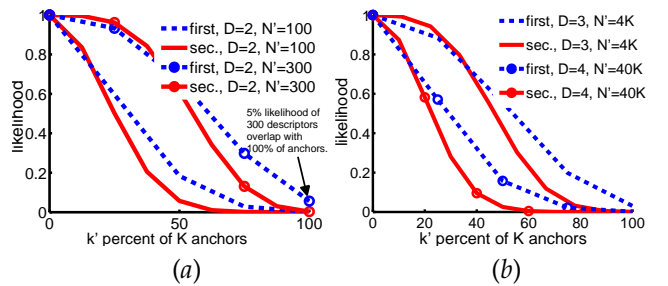 1
0.8
0.6
0.4
0.2
0
likelihood
first, D=2, N'=100
sec., D=2, N'=100
first, D=2, N'=300
sec., D=2, N'=300
5% likelihood of
300 descriptors
overlap with
100% of anchors.
0 50 100
k' percent of K anchors
(a)
1
0.8
0.6
0.4
0.2
0
likelihood
first, D=3, N'=4K
sec., D=3, N'=4K
first, D=4, N'=40K
sec., D=4, N'=40K
0 20 40 60 80 100
k' percent of K anchors
(b)